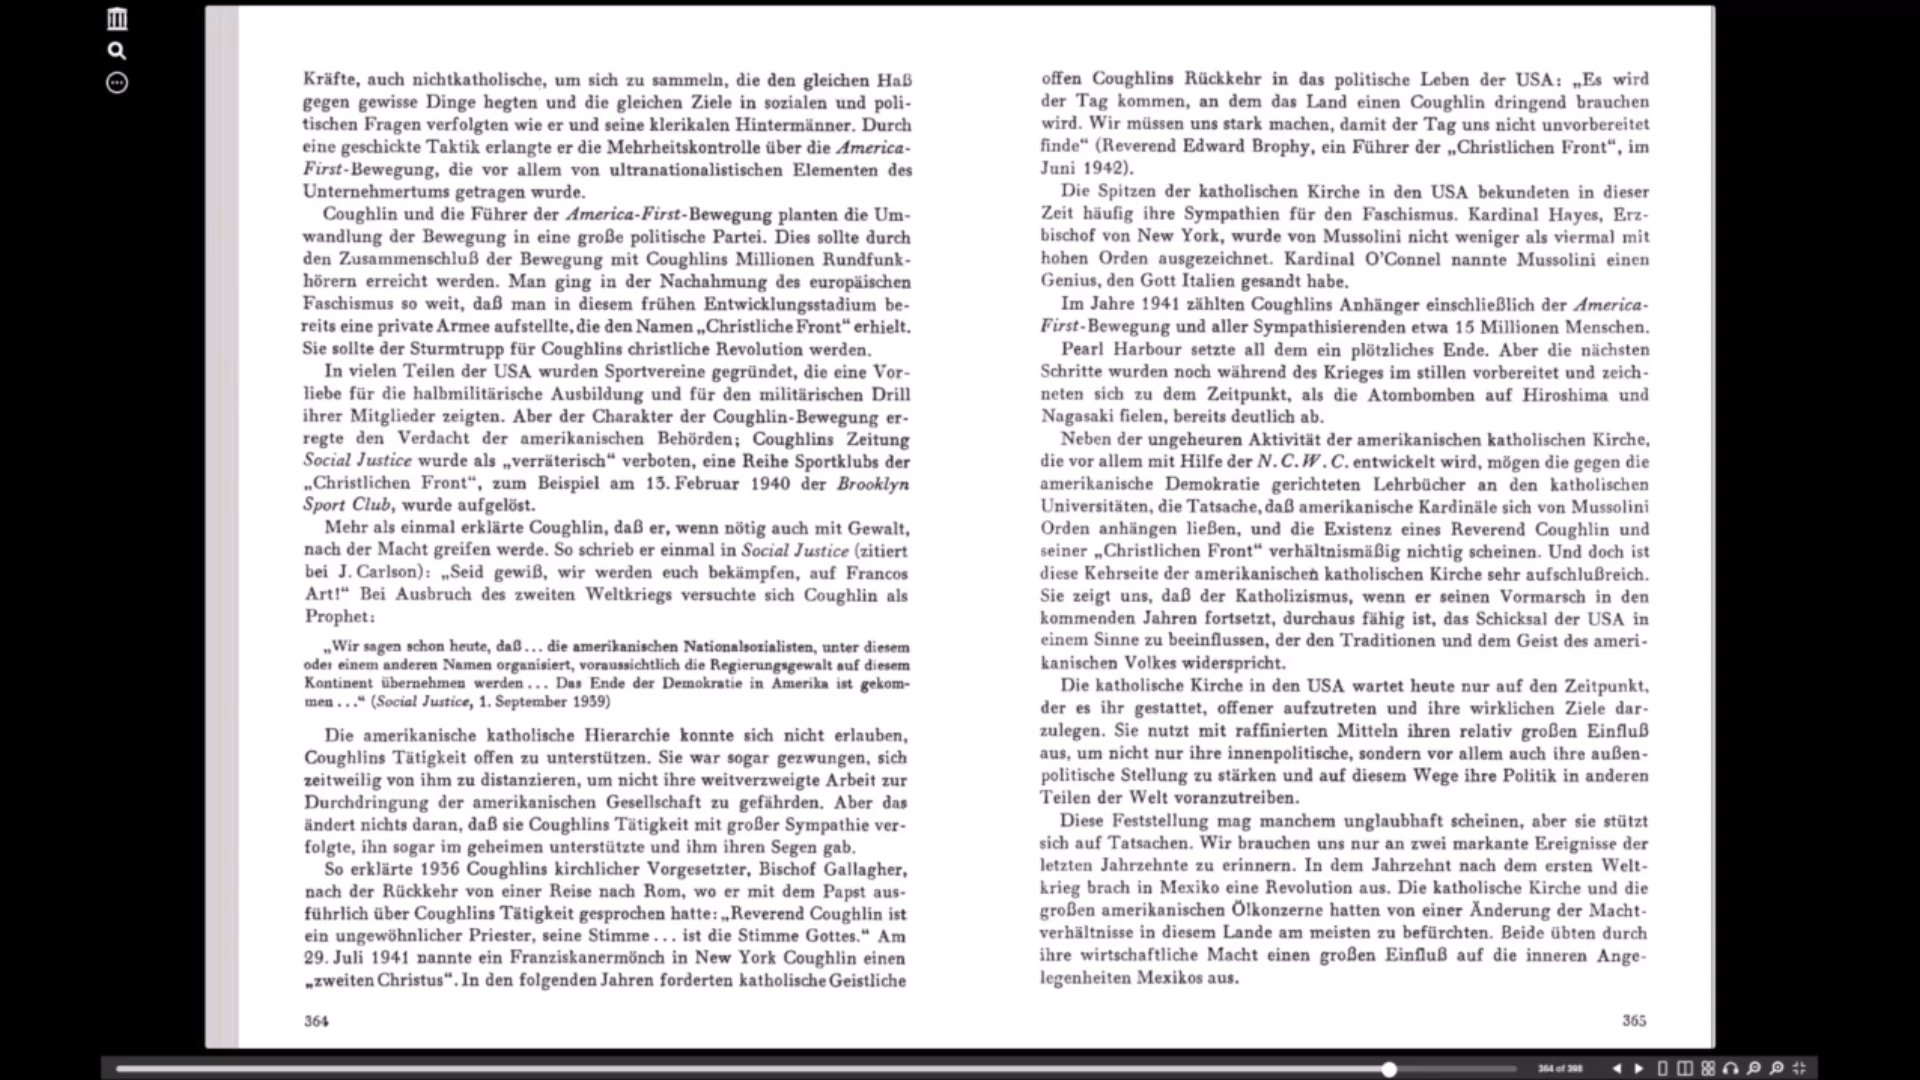 Kräfte, auch nichtkatholische, um sich zu sammeln, die den gleichen Haß
gegen gewisse Dinge hegten und die gleichen Ziele in sozialen und poli-
tischen Fragen verfolgten wie er und seine klerikalen Hintermänner. Durch
eine geschickte Taktik erlangte er die Mehrheitskontrolle über die America-
First-Bewegung, die vor allem von ultranationalistischen Elementen des
Unternehmertums getragen wurde.
Coughlin und die Führer der America-First-Bewegung planten die Um-
wandlung der Bewegung in eine große politische Partei. Dies sollte durch
den Zusammenschluß der Bewegung mit Coughlins Millionen Rundfunk-
hörern erreicht werden. Man ging in der Nachahmung des europäischen
Faschismus so weit, daß man in diesem frühen Entwicklungsstadium be-
reits eine private Armee aufstellte, die den Namen „Christliche Front“ erhielt.
Sie sollte der Sturmtrupp für Coughlins christliche Revolution werden.
In vielen Teilen der USA wurden Sportvereine gegründet, die eine Vor-
liebe für die halbmilitärische Ausbildung und für den militärischen Drill
ihrer Mitglieder zeigten. Aber der Charakter der Coughlin-Bewegung er-
regte den Verdacht der amerikanischen Behörden; Coughlins Zeitung
Social Justice wurde als „verräterisch“ verboten, eine Reihe Sportklubs der
„Christlichen Front“, zum Beispiel am 13. Februar 1940 der Brooklyn
Sport Club, wurde aufgelöst.
Mehr als einmal erklärte Coughlin, daß er, wenn nötig auch mit Gewalt,
nach der Macht greifen werde. So schrieb er einmal in Social Justice (zitiert
bei J. Carlson): „Seid gewiß, wir werden euch bekämpfen, auf Francos
Art!“ Bei Ausbruch des zweiten Weltkriegs versuchte sich Coughlin als
Prophet:
„Wir sagen schon heute, daß... die amerikanischen Nationalsozialisten, unter diesem
oder einem anderen Namen organisiert, voraussichtlich die Regierungsgewalt auf diesem
Kontinent übernehmen werden... Das Ende der Demokratie in Amerika ist gekom-
men...“ (Social Justice, 1. September 1939)
Die amerikanische katholische Hierarchie konnte sich nicht erlauben,
Coughlins Tätigkeit offen zu unterstützen. Sie war sogar gezwungen, sich
zeitweilig von ihm zu distanzieren, um nicht ihre weitverzweigte Arbeit zur
Durchdringung der amerikanischen Gesellschaft zu gefährden. Aber das
ändert nichts daran, daß sie Coughlins Tätigkeit mit großer Sympathie ver-
folgte, ihn sogar im geheimen unterstützte und ihm ihren Segen gab.
So erklärte 1936 Coughlins kirchlicher Vorgesetzter, Bischof Gallagher,
nach der Rückkehr von einer Reise nach Rom, wo er mit dem Papst aus-
führlich über Coughlins Tätigkeit gesprochen hatte: „Reverend Coughlin ist
ein ungewöhnlicher Priester, seine Stimme... ist die Stimme Gottes.“ Am
29. Juli 1941 nannte ein Franziskanermönch in New York Coughlin einen
„zweiten Christus“. In den folgenden Jahren forderten katholische Geistliche
364
offen Coughlins Rückkehr in das politische Leben der USA: „Es wird
der Tag kommen, an dem das Land einen Coughlin dringend brauchen
wird. Wir müssen uns stark machen, damit der Tag uns nicht unvorbereitet
finde“ (Reverend Edward Brophy, ein Führer der „Christlichen Front“, im
Juni 1942).
Die Spitzen der katholischen Kirche in den USA bekundeten in dieser
Zeit häufig ihre Sympathien für den Faschismus. Kardinal Hayes, Erz-
bischof von New York, wurde von Mussolini nicht weniger als viermal mit
hohen Orden ausgezeichnet. Kardinal O'Connel nannte Mussolini einen
Genius, den Gott Italien gesandt habe.
Im Jahre 1941 zählten Coughlins Anhänger einschließlich der America-
First-Bewegung und aller Sympathisierenden etwa 15 Millionen Menschen.
Pearl Harbour setzte all dem ein plötzliches Ende. Aber die nächsten
Schritte wurden noch während des Krieges im stillen vorbereitet und zeich-
neten sich zu dem Zeitpunkt, als die Atombomben auf Hiroshima und
Nagasaki fielen, bereits deutlich ab.
Neben der ungeheuren Aktivität der amerikanischen katholischen Kirche,
die vor allem mit Hilfe der N.C.W.C. entwickelt wird, mögen die gegen die
amerikanische Demokratie gerichteten Lehrbücher an den katholischen
Universitäten, die Tatsache, daß amerikanische Kardinäle sich von Mussolini
Orden anhängen ließen, und die Existenz eines Reverend Coughlin und
seiner „Christlichen Front“ verhältnismäßig nichtig scheinen. Und doch ist
diese Kehrseite der amerikanischen katholischen Kirche sehr aufschlußreich.
Sie zeigt uns, daß der Katholizismus, wenn er seinen Vormarsch in den
kommenden Jahren fortsetzt, durchaus fähig ist, das Schicksal der USA in
einem Sinne zu beeinflussen, der den Traditionen und dem Geist des ameri-
kanischen Volkes widerspricht.
Die katholische Kirche in den USA wartet heute nur auf den Zeitpunkt,
der es ihr gestattet, offener aufzutreten und ihre wirklichen Ziele dar-
zulegen. Sie nutzt mit raffinierten Mitteln ihren relativ großen Einfluß
aus, um nicht nur ihre innenpolitische, sondern vor allem auch ihre außen-
politische Stellung zu stärken und auf diesem Wege ihre Politik in anderen
Teilen der Welt voranzutreiben.
Diese Feststellung mag manchem unglaubhaft scheinen, aber sie stützt
sich auf Tatsachen. Wir brauchen uns nur an zwei markante Ereignisse der
letzten Jahrzehnte zu erinnern. In dem Jahrzehnt nach dem ersten Welt-
krieg brach in Mexiko eine Revolution aus. Die katholische Kirche und die
großen amerikanischen Ölkonzerne hatten von einer Änderung der Macht-
verhältnisse in diesem Lande am meisten zu befürchten. Beide übten durch
ihre wirtschaftliche Macht einen großen Einfluß auf die inneren Ange-
legenheiten Mexikos aus.
365
364 of 398